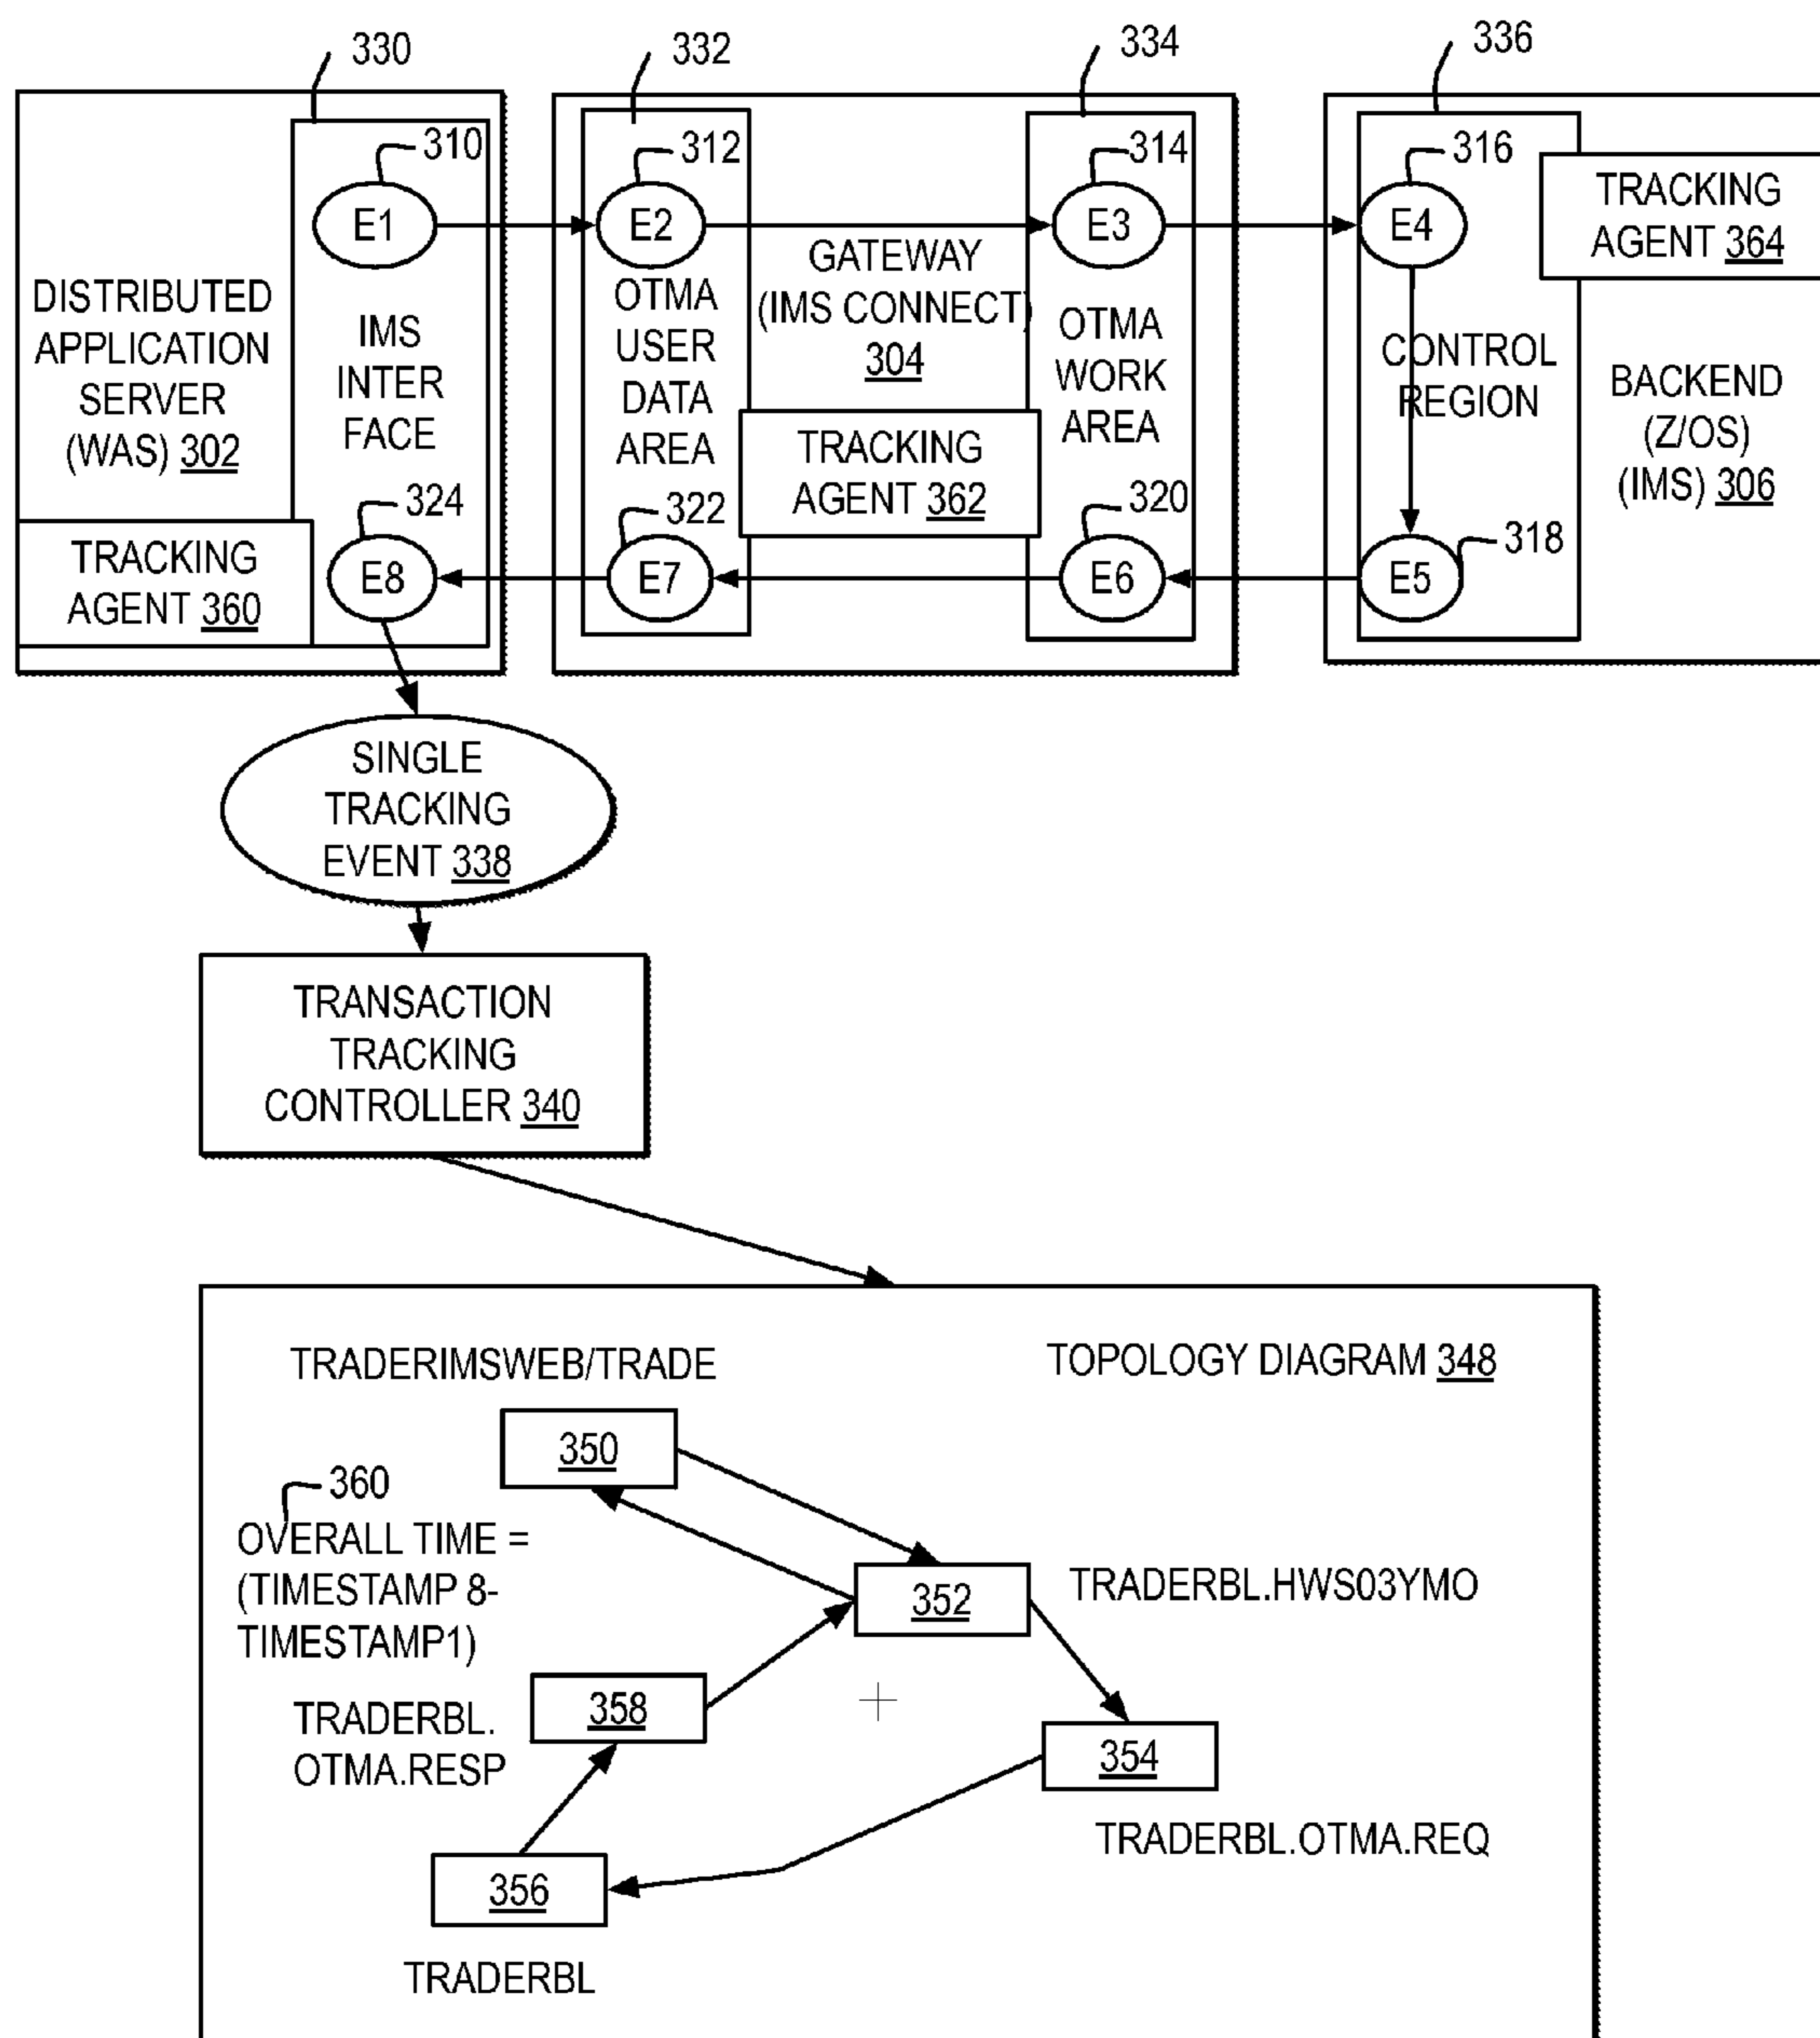 330
332
334
336
310
312
314
316
E1
E2
E3
E4
TRACKING
AGENT 364
DISTRIBUTED
APPLICATION
SERVER
(WAS) 302
IMS
INTER
FACE
OTMA
USER
DATA
AREA
GATEWAY
(IMS CONNECT)
304
OTMA
WORK
AREA
CONTROL
REGION
BACKEND
(Z/OS)
(IMS) 306
TRACKING
AGENT 362
324
322
320
318
TRACKING
AGENT 360
E8
E7
E6
E5
SINGLE
TRACKING
EVENT 338
TRANSACTION
TRACKING
CONTROLLER 340
TRADERIMSWEB/TRADE
TOPOLOGY DIAGRAM 348
350
360
OVERALL TIME =
(TIMESTAMP 8-
TIMESTAMP1)
352
TRADERBL.HWS03YMO
358
TRADERBL.
OTMA.RESP
354
TRADERBL.OTMA.REQ
356
TRADERBL